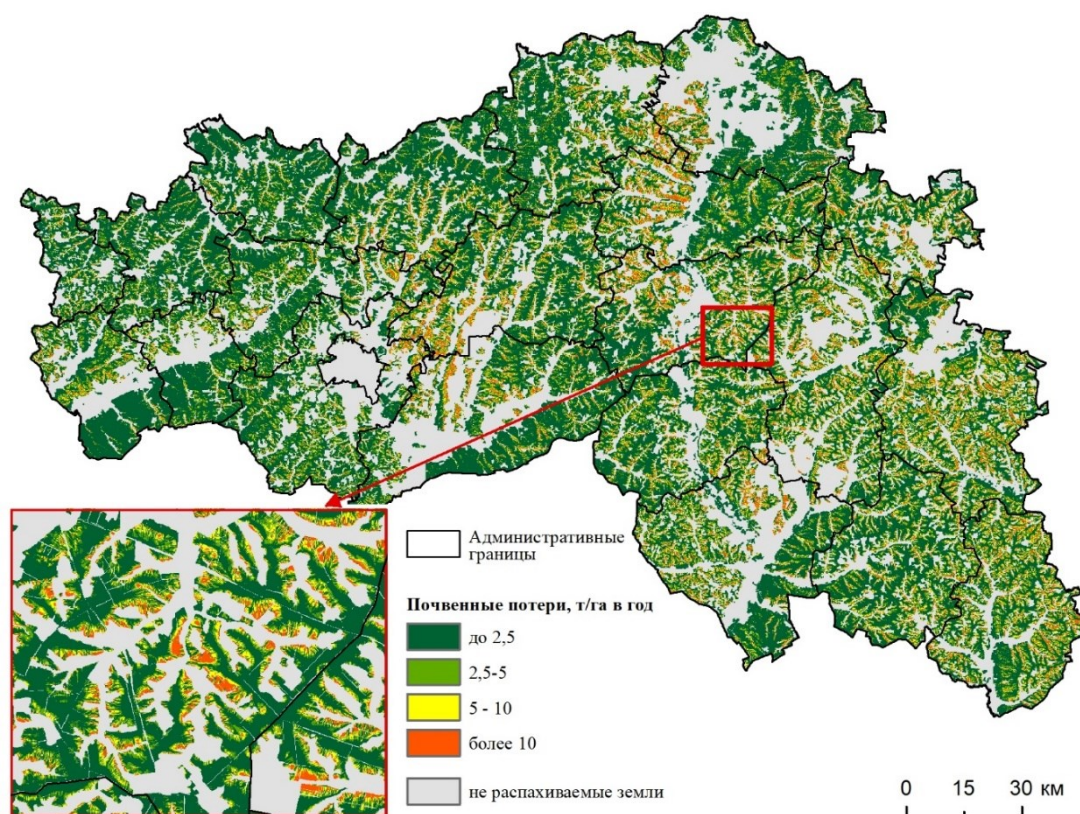 Административные
границы
Почвенные потери, т/га в год
до 2,5
2,5-5
5 - 10
более 10
не распахиваемые земли
0 15 30 км